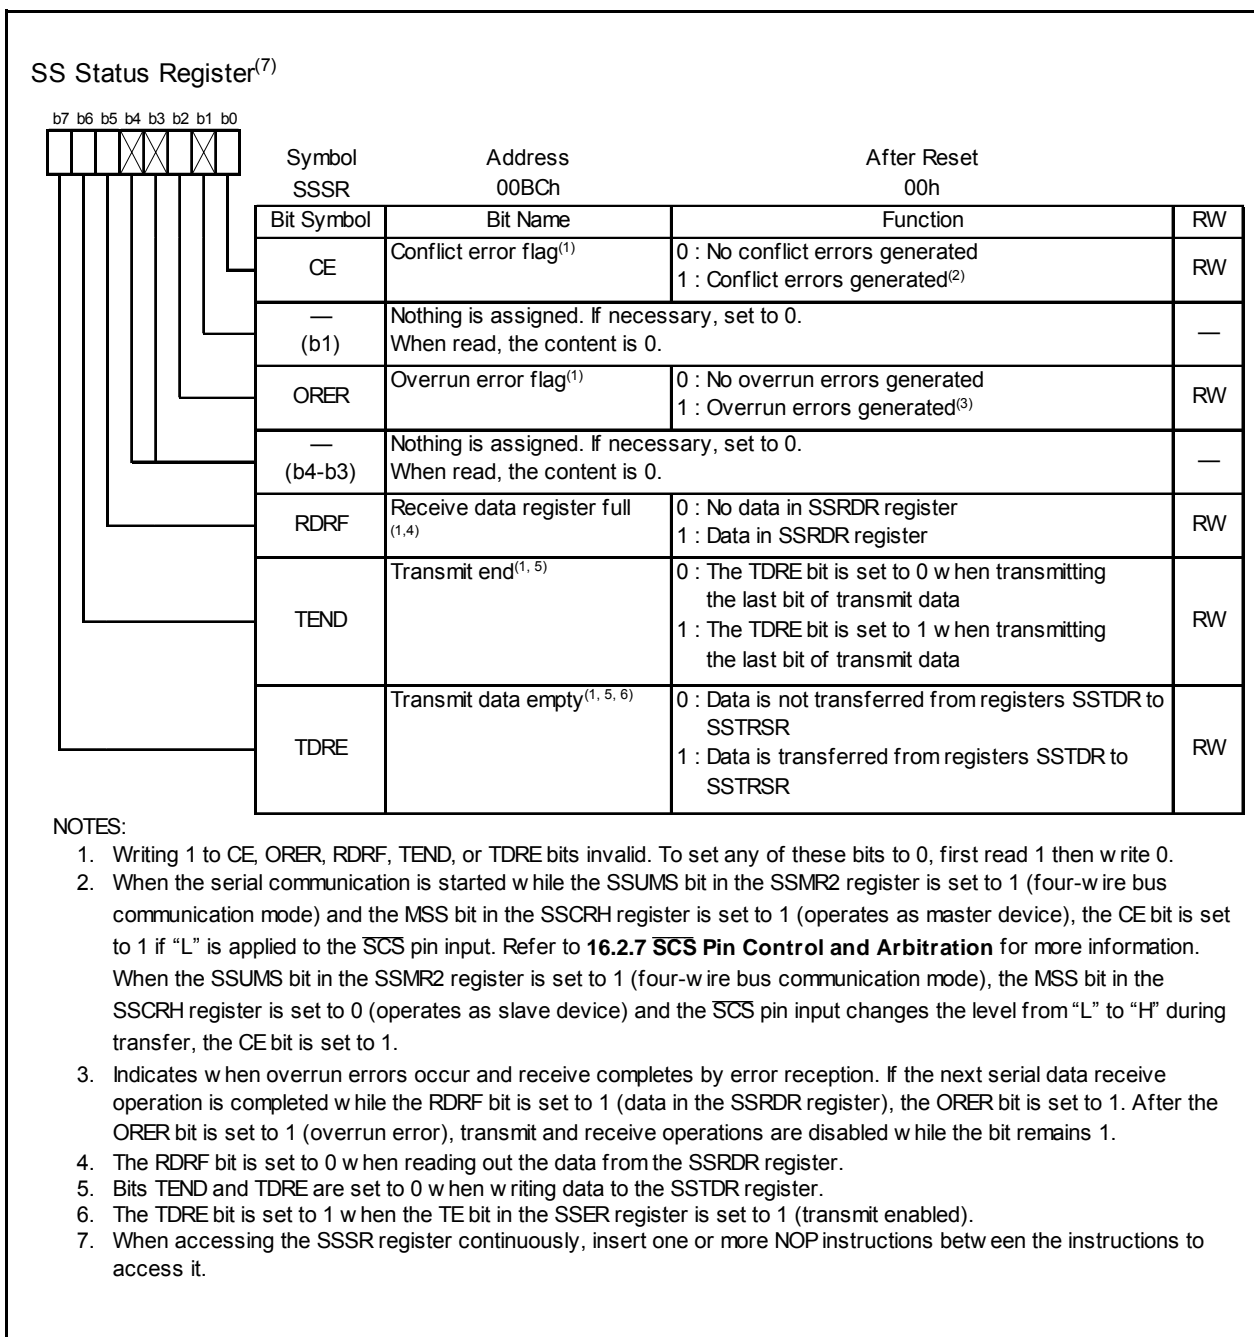 SS Status Register(7)
b7 b6 b5 b4 b3 b2 b1 b0
Symbol Address After Reset
SSSR 00BCh 00h
Bit Symbol Bit Name Function RW
CE Conflict error flag(1) 0 : No conflict errors generated RW
1 : Conflict errors generated(2)
— Nothing is assigned. If necessary, set to 0. —
(b1) When read, the content is 0.
ORER Overrun error flag(1) 0 : No overrun errors generated RW
1 : Overrun errors generated(3)
— Nothing is assigned. If necessary, set to 0. —
(b4-b3) When read, the content is 0.
RDRF Receive data register full 0 : No data in SSRDR register RW
(1,4) 1 : Data in SSRDR register
TEND Transmit end(1, 5) 0 : The TDRE bit is set to 0 when transmitting RW
the last bit of transmit data
1 : The TDRE bit is set to 1 when transmitting
the last bit of transmit data
TDRE Transmit data empty(1, 5, 6) 0 : Data is not transferred from registers SSTDR to RW
SSTRSR
1 : Data is transferred from registers SSTDR to
SSTRSR
NOTES:
1. Writing 1 to CE, ORER, RDRF, TEND, or TDRE bits invalid. To set any of these bits to 0, first read 1 then write 0.
2. When the serial communication is started while the SSUMS bit in the SSMR2 register is set to 1 (four-wire bus
communication mode) and the MSS bit in the SSCRH register is set to 1 (operates as master device), the CE bit is set
to 1 if “L” is applied to the S̅C̅S̅ pin input. Refer to 16.2.7 S̅C̅S̅ Pin Control and Arbitration for more information.
When the SSUMS bit in the SSMR2 register is set to 1 (four-wire bus communication mode), the MSS bit in the
SSCRH register is set to 0 (operates as slave device) and the S̅C̅S̅ pin input changes the level from “L” to “H” during
transfer, the CE bit is set to 1.
3. Indicates when overrun errors occur and receive completes by error reception. If the next serial data receive
operation is completed while the RDRF bit is set to 1 (data in the SSRDR register), the ORER bit is set to 1. After the
ORER bit is set to 1 (overrun error), transmit and receive operations are disabled while the bit remains 1.
4. The RDRF bit is set to 0 when reading out the data from the SSRDR register.
5. Bits TEND and TDRE are set to 0 when writing data to the SSTDR register.
6. The TDRE bit is set to 1 when the TE bit in the SSER register is set to 1 (transmit enabled).
7. When accessing the SSSR register continuously, insert one or more NOP instructions between the instructions to
access it.